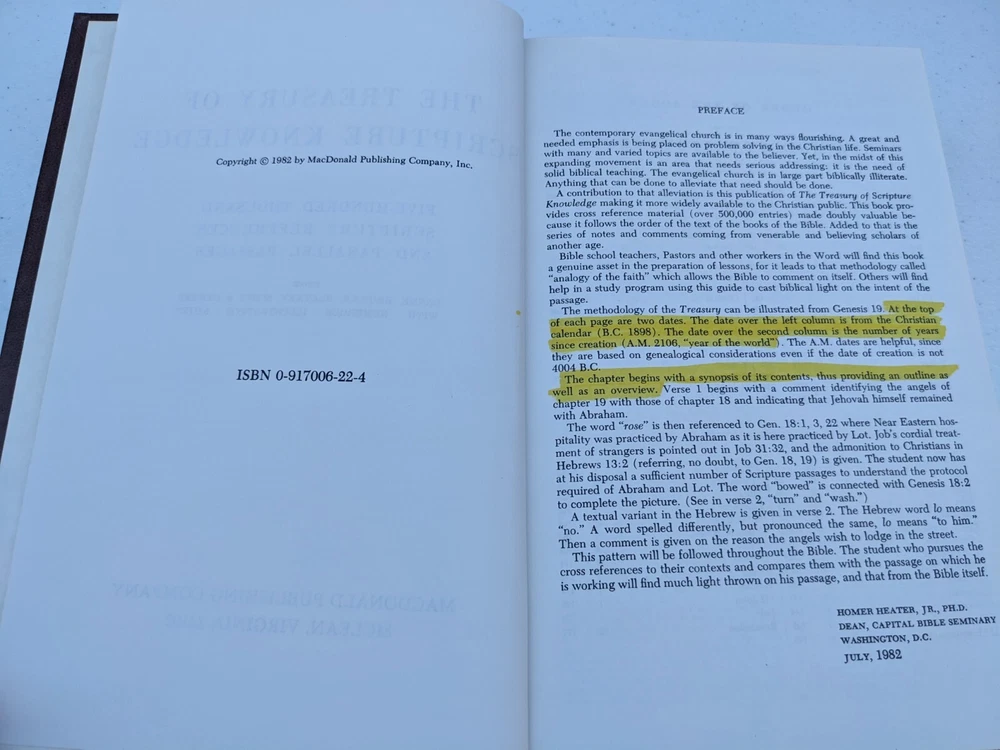 Copyright © 1982 by MacDonald Publishing Company, Inc.
ISBN 0-917006-22-4
PREFACE
The contemporary evangelical church is in many ways flourishing. A great and
needed emphasis is being placed on problem solving in the Christian life. Seminars
with many and varied topics are available to the believer. Yet, in the midst of this
expanding movement is an area that needs serious addressing: it is the need of
solid biblical teaching. The evangelical church is in large part biblically illiterate.
Anything that can be done to alleviate that need should be done.
A contribution to that alleviation is this publication of The Treasury of Scripture
Knowledge making it more widely available to the Christian public. This book pro-
vides cross reference material (over 500,000 entries) made doubly valuable be-
cause it follows the order of the text of the books of the Bible. Added to that is the
series of notes and comments coming from venerable and believing scholars of
another age.
Bible school teachers, Pastors and other workers in the Word will find this book
a genuine asset in the preparation of lessons, for it leads to that methodology called
“analogy of the faith” which allows the Bible to comment on itself. Others will find
help in a study program using this guide to cast biblical light on the intent of the
passage.
The methodology of the Treasury can be illustrated from Genesis 19. At the top
of each page are two dates. The date over the left column is from the Christian
calendar (B.C. 1898). The date over the second column is the number of years
since creation (A.M. 2106, “year of the world”). The A.M. dates are helpful, since
they are based on genealogical considerations even if the date of creation is not
4004 B.C.
The chapter begins with a synopsis of its contents, thus providing an outline as
well as an overview. Verse 1 begins with a comment identifying the angels of
chapter 19 with those of chapter 18 and indicating that Jehovah himself remained
with Abraham.
The word “rose” is then referenced to Gen. 18:1, 3, 22 where Near Eastern hos-
pitality was practiced by Abraham as it is here practiced by Lot. Job’s cordial treat-
ment of strangers is pointed out in Job 31:32, and the admonition to Christians in
Hebrews 13:2 (referring, no doubt, to Gen. 18, 19) is given. The student now has
at his disposal a sufficient number of Scripture passages to understand the protocol
required of Abraham and Lot. The word “bowed” is connected with Genesis 18:2
to complete the picture. (See in verse 2, “turn” and “wash.”)
A textual variant in the Hebrew is given in verse 2. The Hebrew word lo means
“no.” A word spelled differently, but pronounced the same, lo means “to him.”
Then a comment is given on the reason the angels wish to lodge in the street.
This pattern will be followed throughout the Bible. The student who pursues the
cross references to their contexts and compares them with the passage on which he
is working will find much light thrown on his passage, and that from the Bible itself.
HOMER HEATER, JR., PH.D.
DEAN, CAPITAL BIBLE SEMINARY
WASHINGTON, D.C.
JULY, 1982